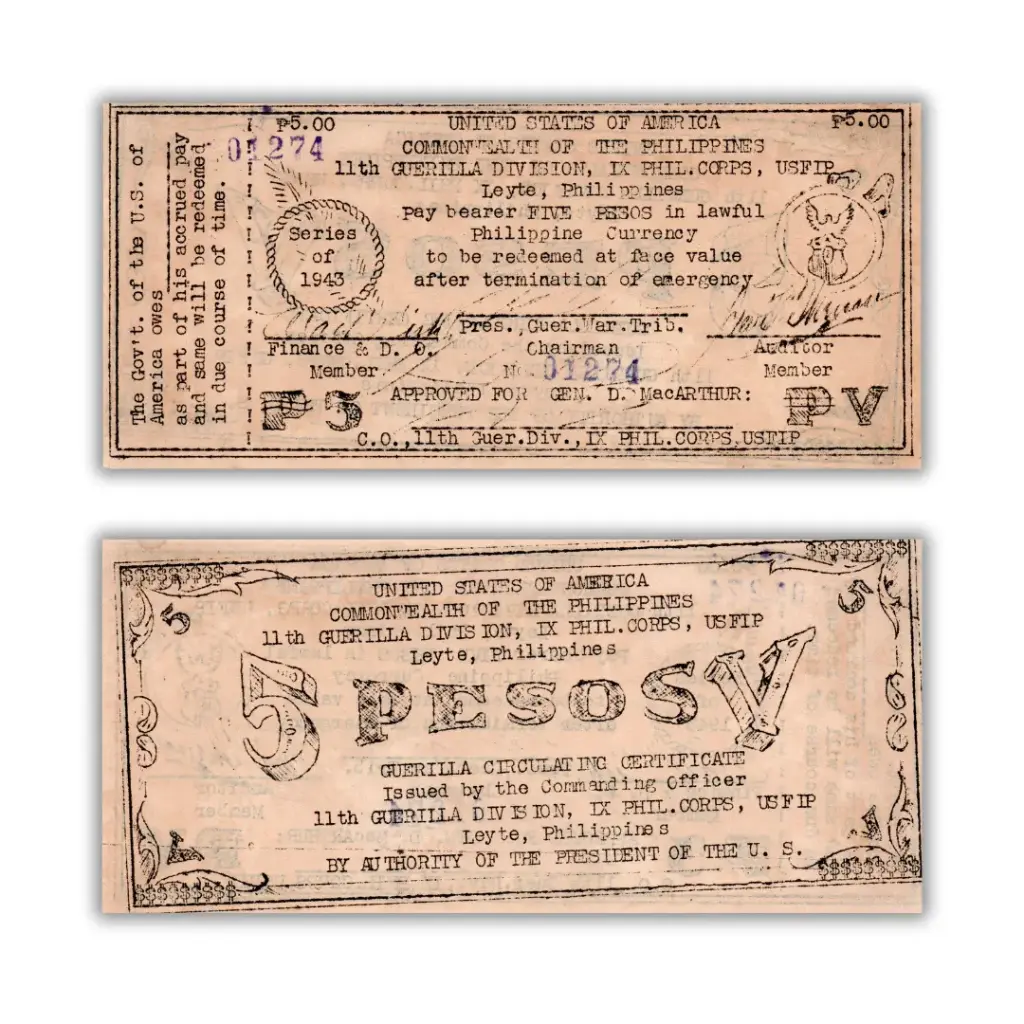 The Gov't. of the U.S. of
America owes
as part of his accrued pay
and same will be redeemed
in due course of time.
01274
₱5.00
UNITED STATES OF AMERICA
₱5.00
COMMONWEALTH OF THE PHILIPPINES
11th GUERILLA DIVISION, IX PHIL.CORPS, USFIP
Leyte, Philippines
Pay bearer FIVE PESOS in lawful
Philippine Currency
to be redeemed at face value
after termination of emergency
Series
of
1943
Pres., Guer.War.Trib.
Finance & D. O.
Chairman
Auditor
Member
No. 01274
Member
P 5
APPROVED FOR GEN. D. MacARTHUR:
P V
C.O.,11th Guer.Div.,IX PHIL.CORPS,USFIP
$$$$$$$$$
$$$$$$$$$
UNITED STATES OF AMERICA
COMMONWEALTH OF THE PHILIPPINES
11th GUERILLA DIVISION, IX PHIL.CORPS, USFIP
Leyte, Philippines
5
5
5 PESOS V
GUERILLA CIRCULATING CERTIFICATE
Issued by the Commanding Officer
11th GUERILLA DIVISION, IX PHIL.CORPS, USFIP
Leyte, Philippines
BY AUTHORITY OF THE PRESIDENT OF THE U. S.
V
V
$$$$$$$$$
$$$$$$$$$